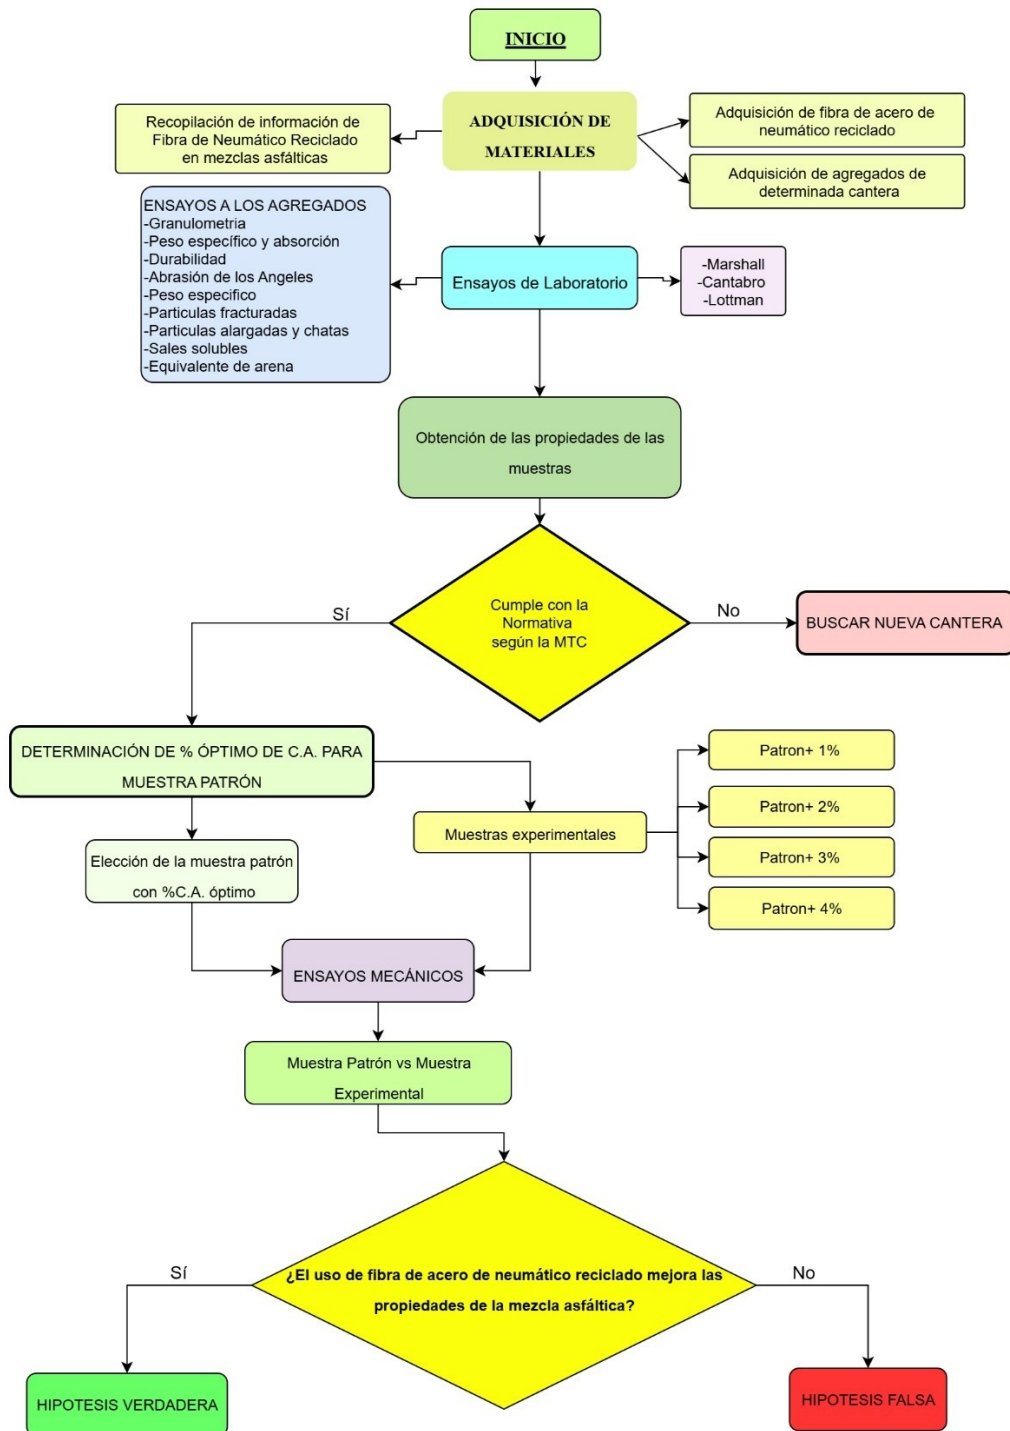 INICIO
Recopilación de información de
Fibra de Neumático Reciclado
en mezclas asfálticas
ADQUISICIÓN DE
MATERIALES
Adquisición de fibra de acero de
neumático reciclado
Adquisición de agregados de
determinada cantera
ENSAYOS A LOS AGREGADOS
-Granulometria
-Peso específico y absorción
-Durabilidad
-Abrasión de los Angeles
-Peso especifico
-Particulas fracturadas
-Particulas alargadas y chatas
-Sales solubles
-Equivalente de arena
Ensayos de Laboratorio
-Marshall
-Cantabro
-Lottman
Obtención de las propiedades de las
muestras
Cumple con la
Normativa
según la MTC
Sí
No
BUSCAR NUEVA CANTERA
DETERMINACIÓN DE % ÓPTIMO DE C.A. PARA
MUESTRA PATRÓN
Elección de la muestra patrón
con %C.A. óptimo
Muestras experimentales
Patron+ 1%
Patron+ 2%
Patron+ 3%
Patron+ 4%
ENSAYOS MECÁNICOS
Muestra Patrón vs Muestra
Experimental
¿El uso de fibra de acero de neumático reciclado mejora las
propiedades de la mezcla asfáltica?
Sí
No
HIPOTESIS VERDADERA
HIPOTESIS FALSA